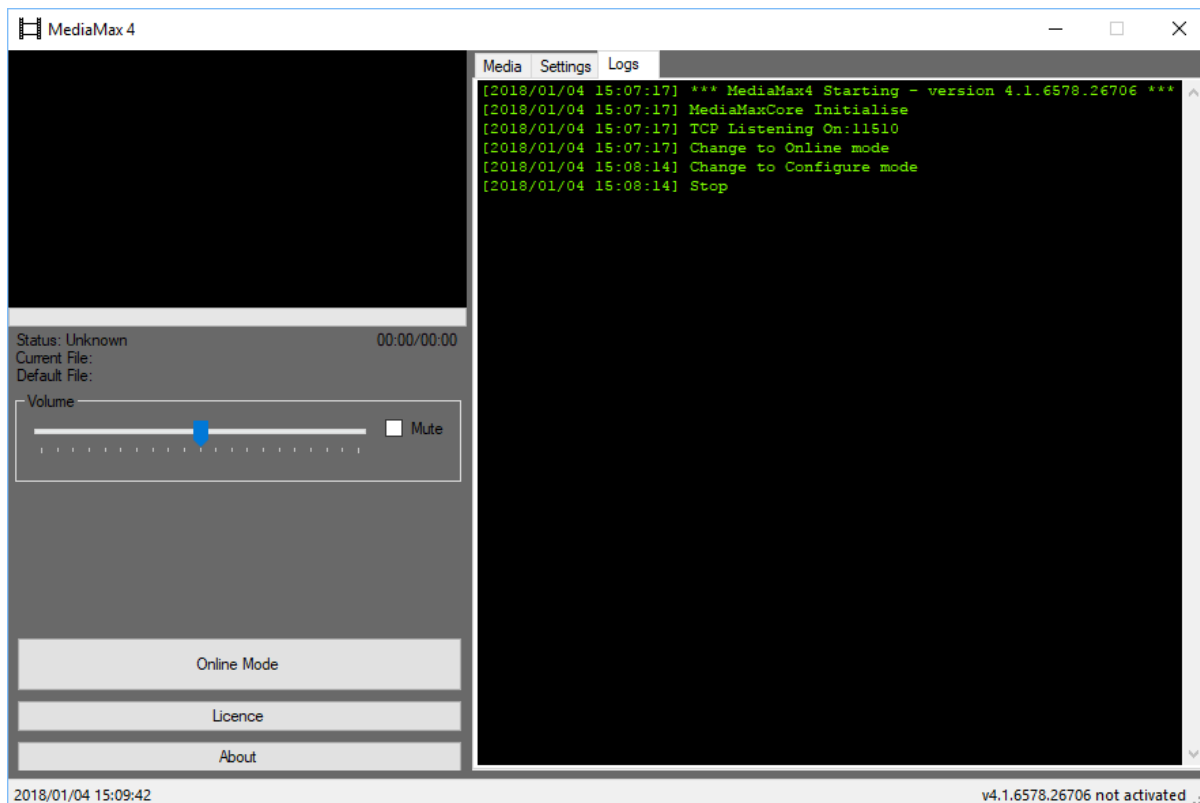 MediaMax 4
Media Settings Logs
[2018/01/04 15:07:17] *** MediaMax4 Starting - version 4.1.6578.26706 ***
[2018/01/04 15:07:17] MediaMaxCore Initialise
[2018/01/04 15:07:17] TCP Listening On:11510
[2018/01/04 15:07:17] Change to Online mode
[2018/01/04 15:08:14] Change to Configure mode
[2018/01/04 15:08:14] Stop
Status: Unknown 00:00/00:00
Current File:
Default File:
Volume
Mute
Online Mode
Licence
About
2018/01/04 15:09:42 v4.1.6578.26706 not activated